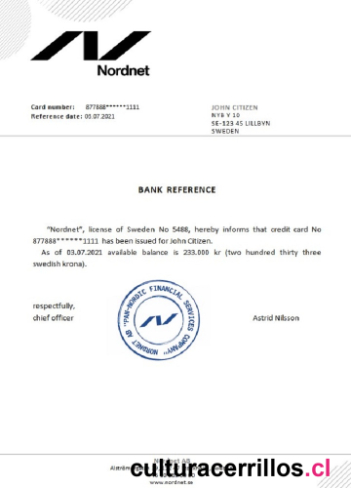 Nordnet
Card number: 877888******1111
Reference date: 03.07.2021
JOHN CITIZEN
NYB Y 10
SE-123 45 LILLBYN
SWEDEN
BANK REFERENCE
"Nordnet", license of Sweden No 5488, hereby informs that credit card No
877888******1111 has been issued for John Citizen.
As of 03.07.2021 available balance is 233.000 kr (two hundred thirty three
swedish krona).
respectfully,
chief officer
NORDNET AB "PAN-NORDIC FINANCIAL SERVICES COMPANY"
Astrid Nilsson
Nordnet AB
culturacerrillos.cl
www.nordnet.se